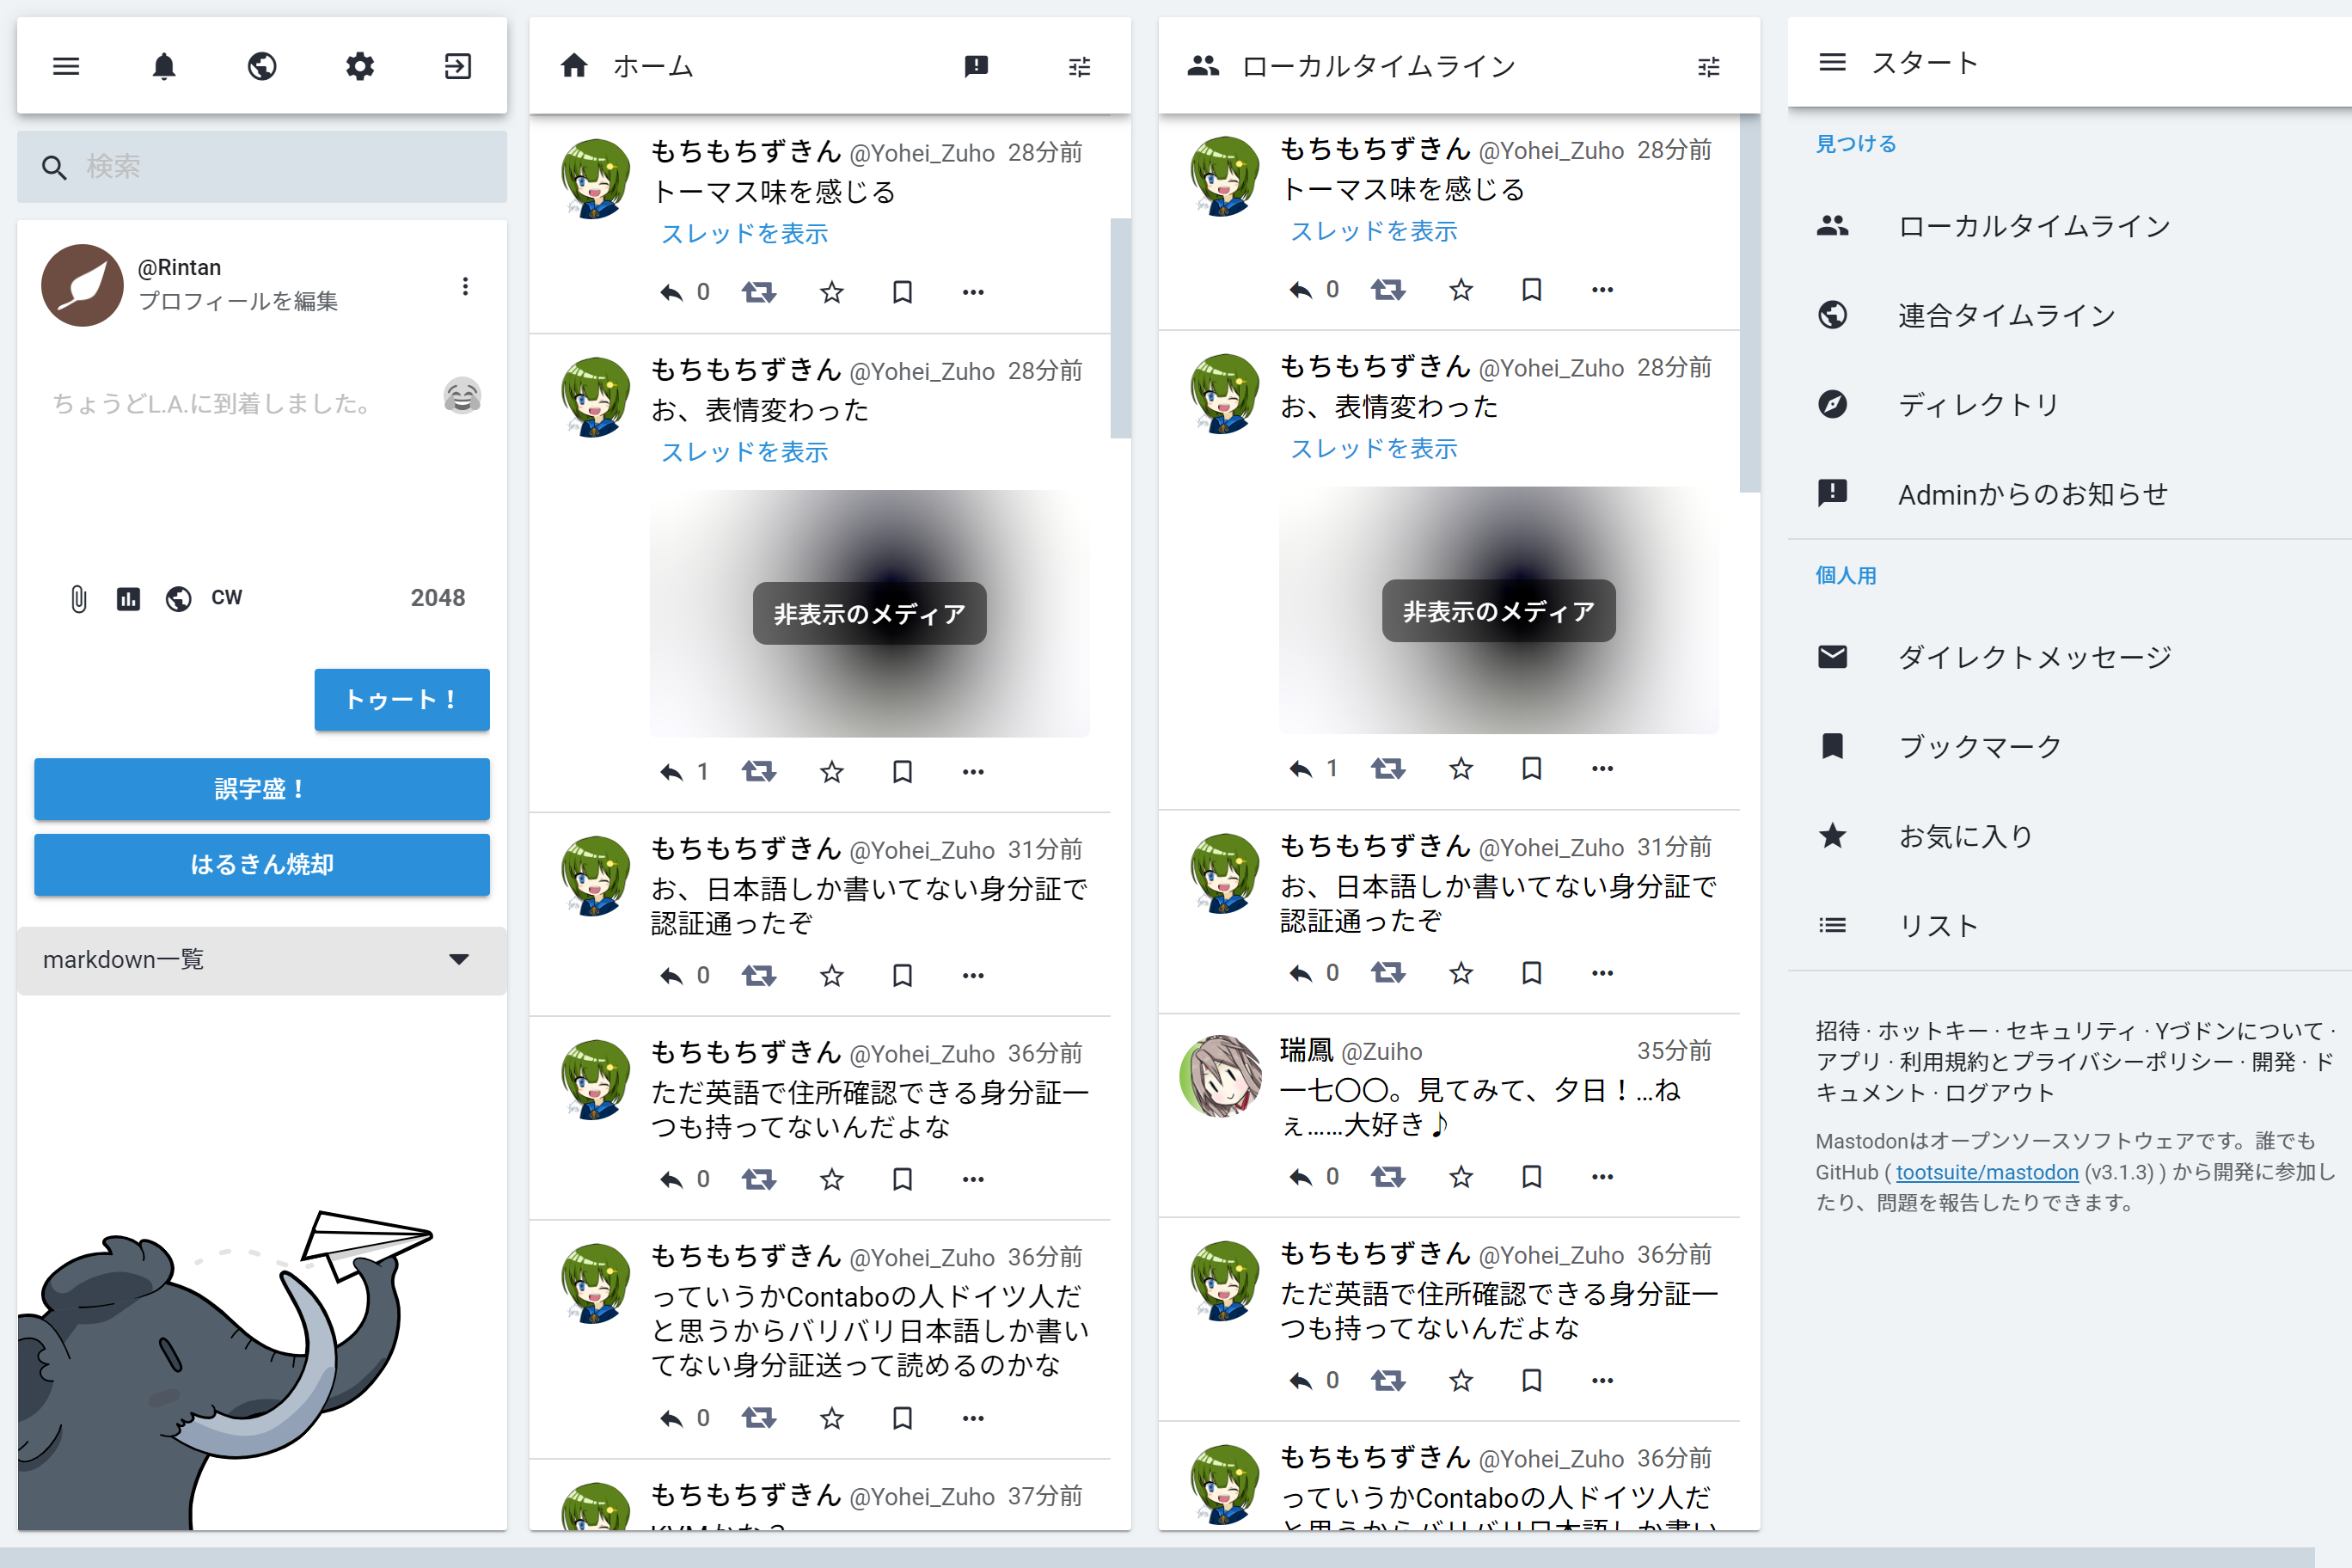 検索
@Rintan
プロフィールを編集
ちょうどL.A.に到着しました。
CW
2048
トゥート！
誤字盛！
はるきん焼却
markdown一覧
ホーム
もちもちずきん @Yohei_Zuho 28分前
トーマス味を感じる
スレッドを表示
0
もちもちずきん @Yohei_Zuho 28分前
お、表情変わった
スレッドを表示
非表示のメディア
1
もちもちずきん @Yohei_Zuho 31分前
お、日本語しか書いてない身分証で
認証通ったぞ
0
もちもちずきん @Yohei_Zuho 36分前
ただ英語で住所確認できる身分証一
つも持ってないんだよな
0
もちもちずきん @Yohei_Zuho 36分前
っていうかContaboの人ドイツ人だ
と思うからバリバリ日本語しか書い
てない身分証送って読めるのかな
0
もちもちずきん @Yohei_Zuho 37分前
ローカルタイムライン
もちもちずきん @Yohei_Zuho 28分前
トーマス味を感じる
スレッドを表示
0
もちもちずきん @Yohei_Zuho 28分前
お、表情変わった
スレッドを表示
非表示のメディア
1
もちもちずきん @Yohei_Zuho 31分前
お、日本語しか書いてない身分証で
認証通ったぞ
0
瑞鳳 @Zuiho 35分前
一七〇〇。見てみて、夕日！…ね
ぇ……大好き♪
0
もちもちずきん @Yohei_Zuho 36分前
ただ英語で住所確認できる身分証一
つも持ってないんだよな
0
もちもちずきん @Yohei_Zuho 36分前
っていうかContaboの人ドイツ人だ
と思うからバリバリ日本語しか書い
スタート
見つける
ローカルタイムライン
連合タイムライン
ディレクトリ
Adminからのお知らせ
個人用
ダイレクトメッセージ
ブックマーク
お気に入り
リスト
招待 · ホットキー · セキュリティ · Yづドンについて ·
アプリ · 利用規約とプライバシーポリシー · 開発 · ド
キュメント · ログアウト
Mastodonはオープンソースソフトウェアです。誰でも
GitHub ( tootsuite/mastodon (v3.1.3) ) から開発に参加し
たり、問題を報告したりできます。